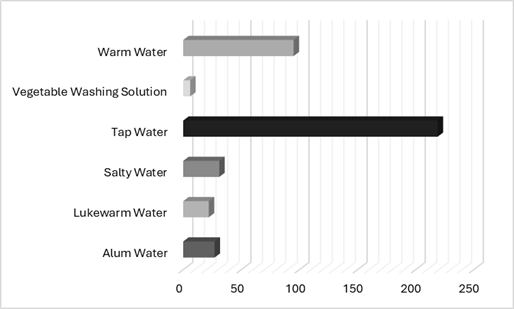 Warm Water
Vegetable Washing Solution
Tap Water
Salty Water
Lukewarm Water
Alum Water
0 50 100 150 200 250